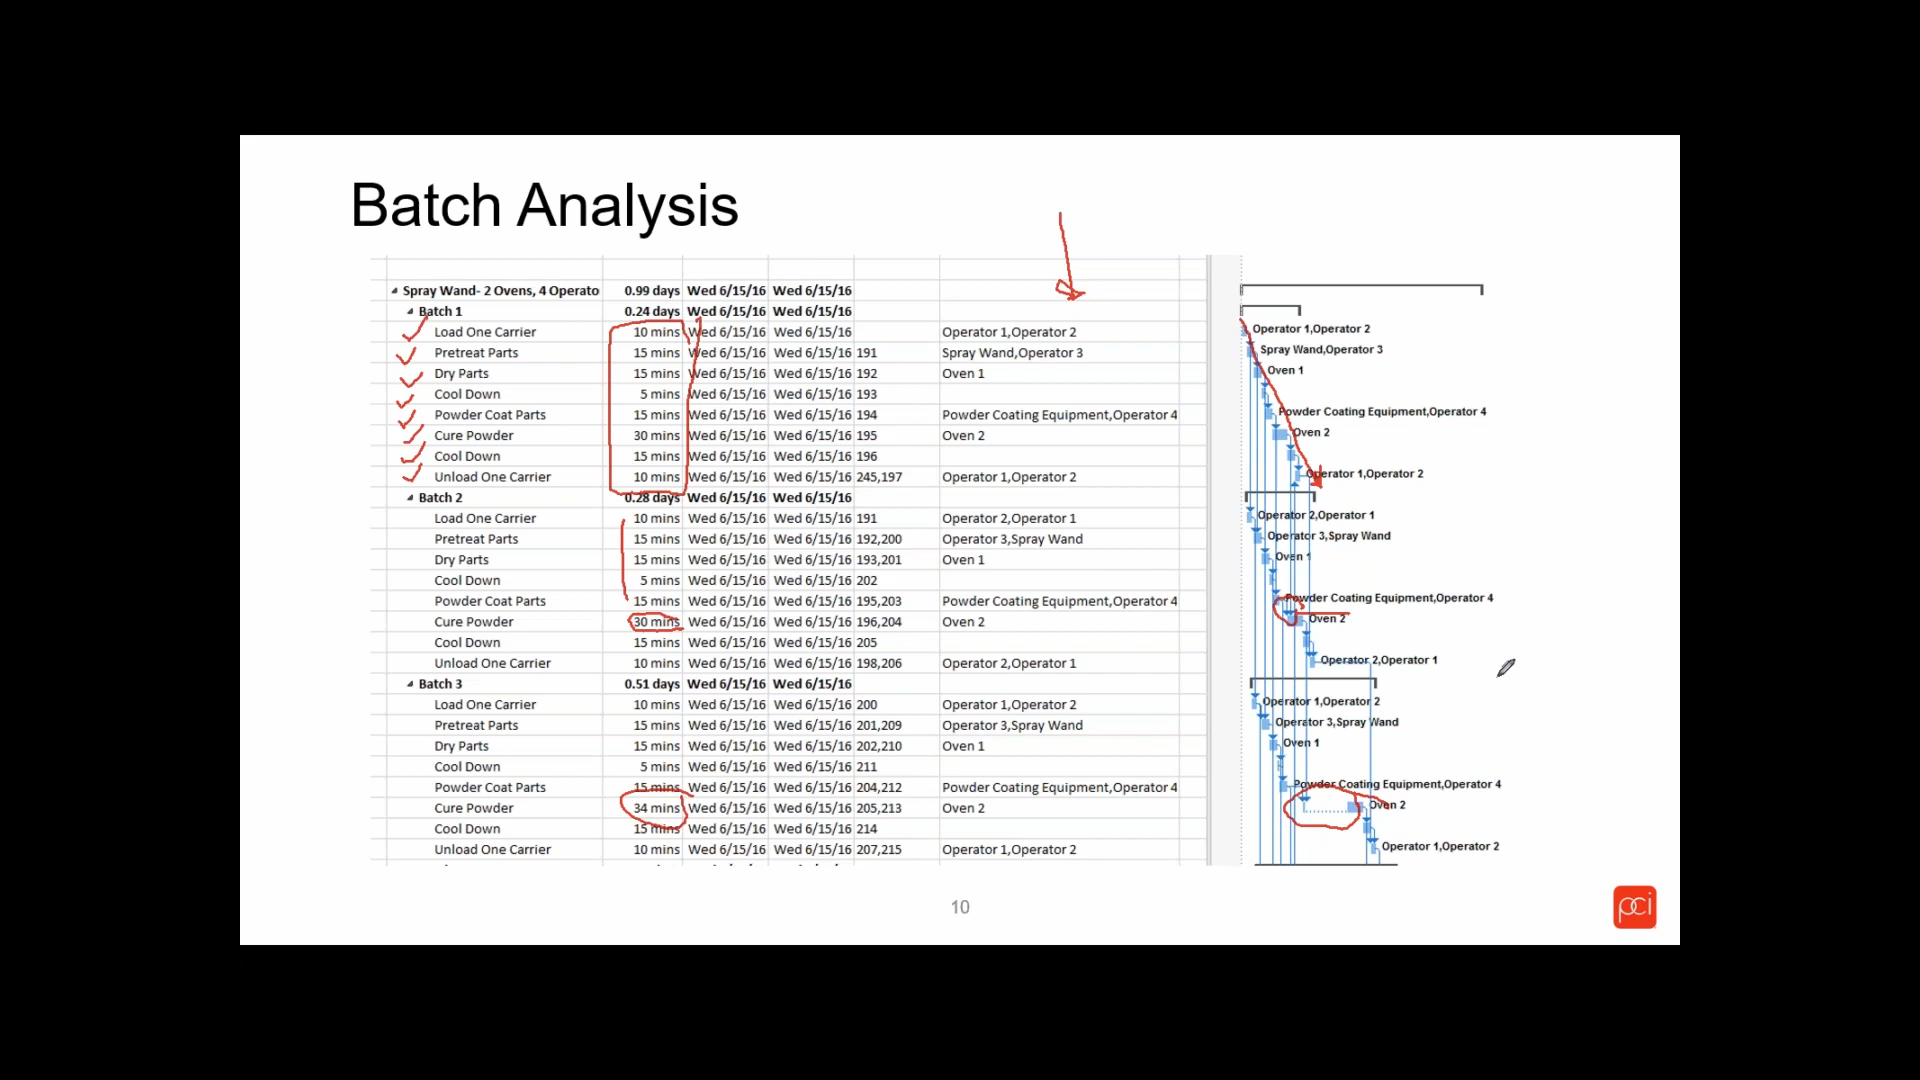 Batch Analysis
Spray Wand- 2 Ovens, 4 Operato 0.99 days Wed 6/15/16 Wed 6/15/16
Batch 1 0.24 days Wed 6/15/16 Wed 6/15/16
Load One Carrier 10 mins Wed 6/15/16 Wed 6/15/16 Operator 1,Operator 2 Operator 1,Operator 2
Pretreat Parts 15 mins Wed 6/15/16 Wed 6/15/16 191 Spray Wand,Operator 3 Spray Wand,Operator 3
Dry Parts 15 mins Wed 6/15/16 Wed 6/15/16 192 Oven 1 Oven 1
Cool Down 5 mins Wed 6/15/16 Wed 6/15/16 193
Powder Coat Parts 15 mins Wed 6/15/16 Wed 6/15/16 194 Powder Coating Equipment,Operator 4 Powder Coating Equipment,Operator 4
Cure Powder 30 mins Wed 6/15/16 Wed 6/15/16 195 Oven 2 Oven 2
Cool Down 15 mins Wed 6/15/16 Wed 6/15/16 196
Unload One Carrier 10 mins Wed 6/15/16 Wed 6/15/16 245,197 Operator 1,Operator 2 Operator 1,Operator 2
Batch 2 0.28 days Wed 6/15/16 Wed 6/15/16
Load One Carrier 10 mins Wed 6/15/16 Wed 6/15/16 191 Operator 2,Operator 1 Operator 2,Operator 1
Pretreat Parts 15 mins Wed 6/15/16 Wed 6/15/16 192,200 Operator 3,Spray Wand Operator 3,Spray Wand
Dry Parts 15 mins Wed 6/15/16 Wed 6/15/16 193,201 Oven 1 Oven 1
Cool Down 5 mins Wed 6/15/16 Wed 6/15/16 202
Powder Coat Parts 15 mins Wed 6/15/16 Wed 6/15/16 195,203 Powder Coating Equipment,Operator 4 Powder Coating Equipment,Operator 4
Cure Powder 30 mins Wed 6/15/16 Wed 6/15/16 196,204 Oven 2 Oven 2
Cool Down 15 mins Wed 6/15/16 Wed 6/15/16 205
Unload One Carrier 10 mins Wed 6/15/16 Wed 6/15/16 198,206 Operator 2,Operator 1 Operator 2,Operator 1
Batch 3 0.51 days Wed 6/15/16 Wed 6/15/16
Load One Carrier 10 mins Wed 6/15/16 Wed 6/15/16 200 Operator 1,Operator 2 Operator 1,Operator 2
Pretreat Parts 15 mins Wed 6/15/16 Wed 6/15/16 201,209 Operator 3,Spray Wand Operator 3,Spray Wand
Dry Parts 15 mins Wed 6/15/16 Wed 6/15/16 202,210 Oven 1 Oven 1
Cool Down 5 mins Wed 6/15/16 Wed 6/15/16 211
Powder Coat Parts 15 mins Wed 6/15/16 Wed 6/15/16 204,212 Powder Coating Equipment,Operator 4 Powder Coating Equipment,Operator 4
Cure Powder 34 mins Wed 6/15/16 Wed 6/15/16 205,213 Oven 2 Oven 2
Cool Down 15 mins Wed 6/15/16 Wed 6/15/16 214
Unload One Carrier 10 mins Wed 6/15/16 Wed 6/15/16 207,215 Operator 1,Operator 2 Operator 1,Operator 2
10
pci